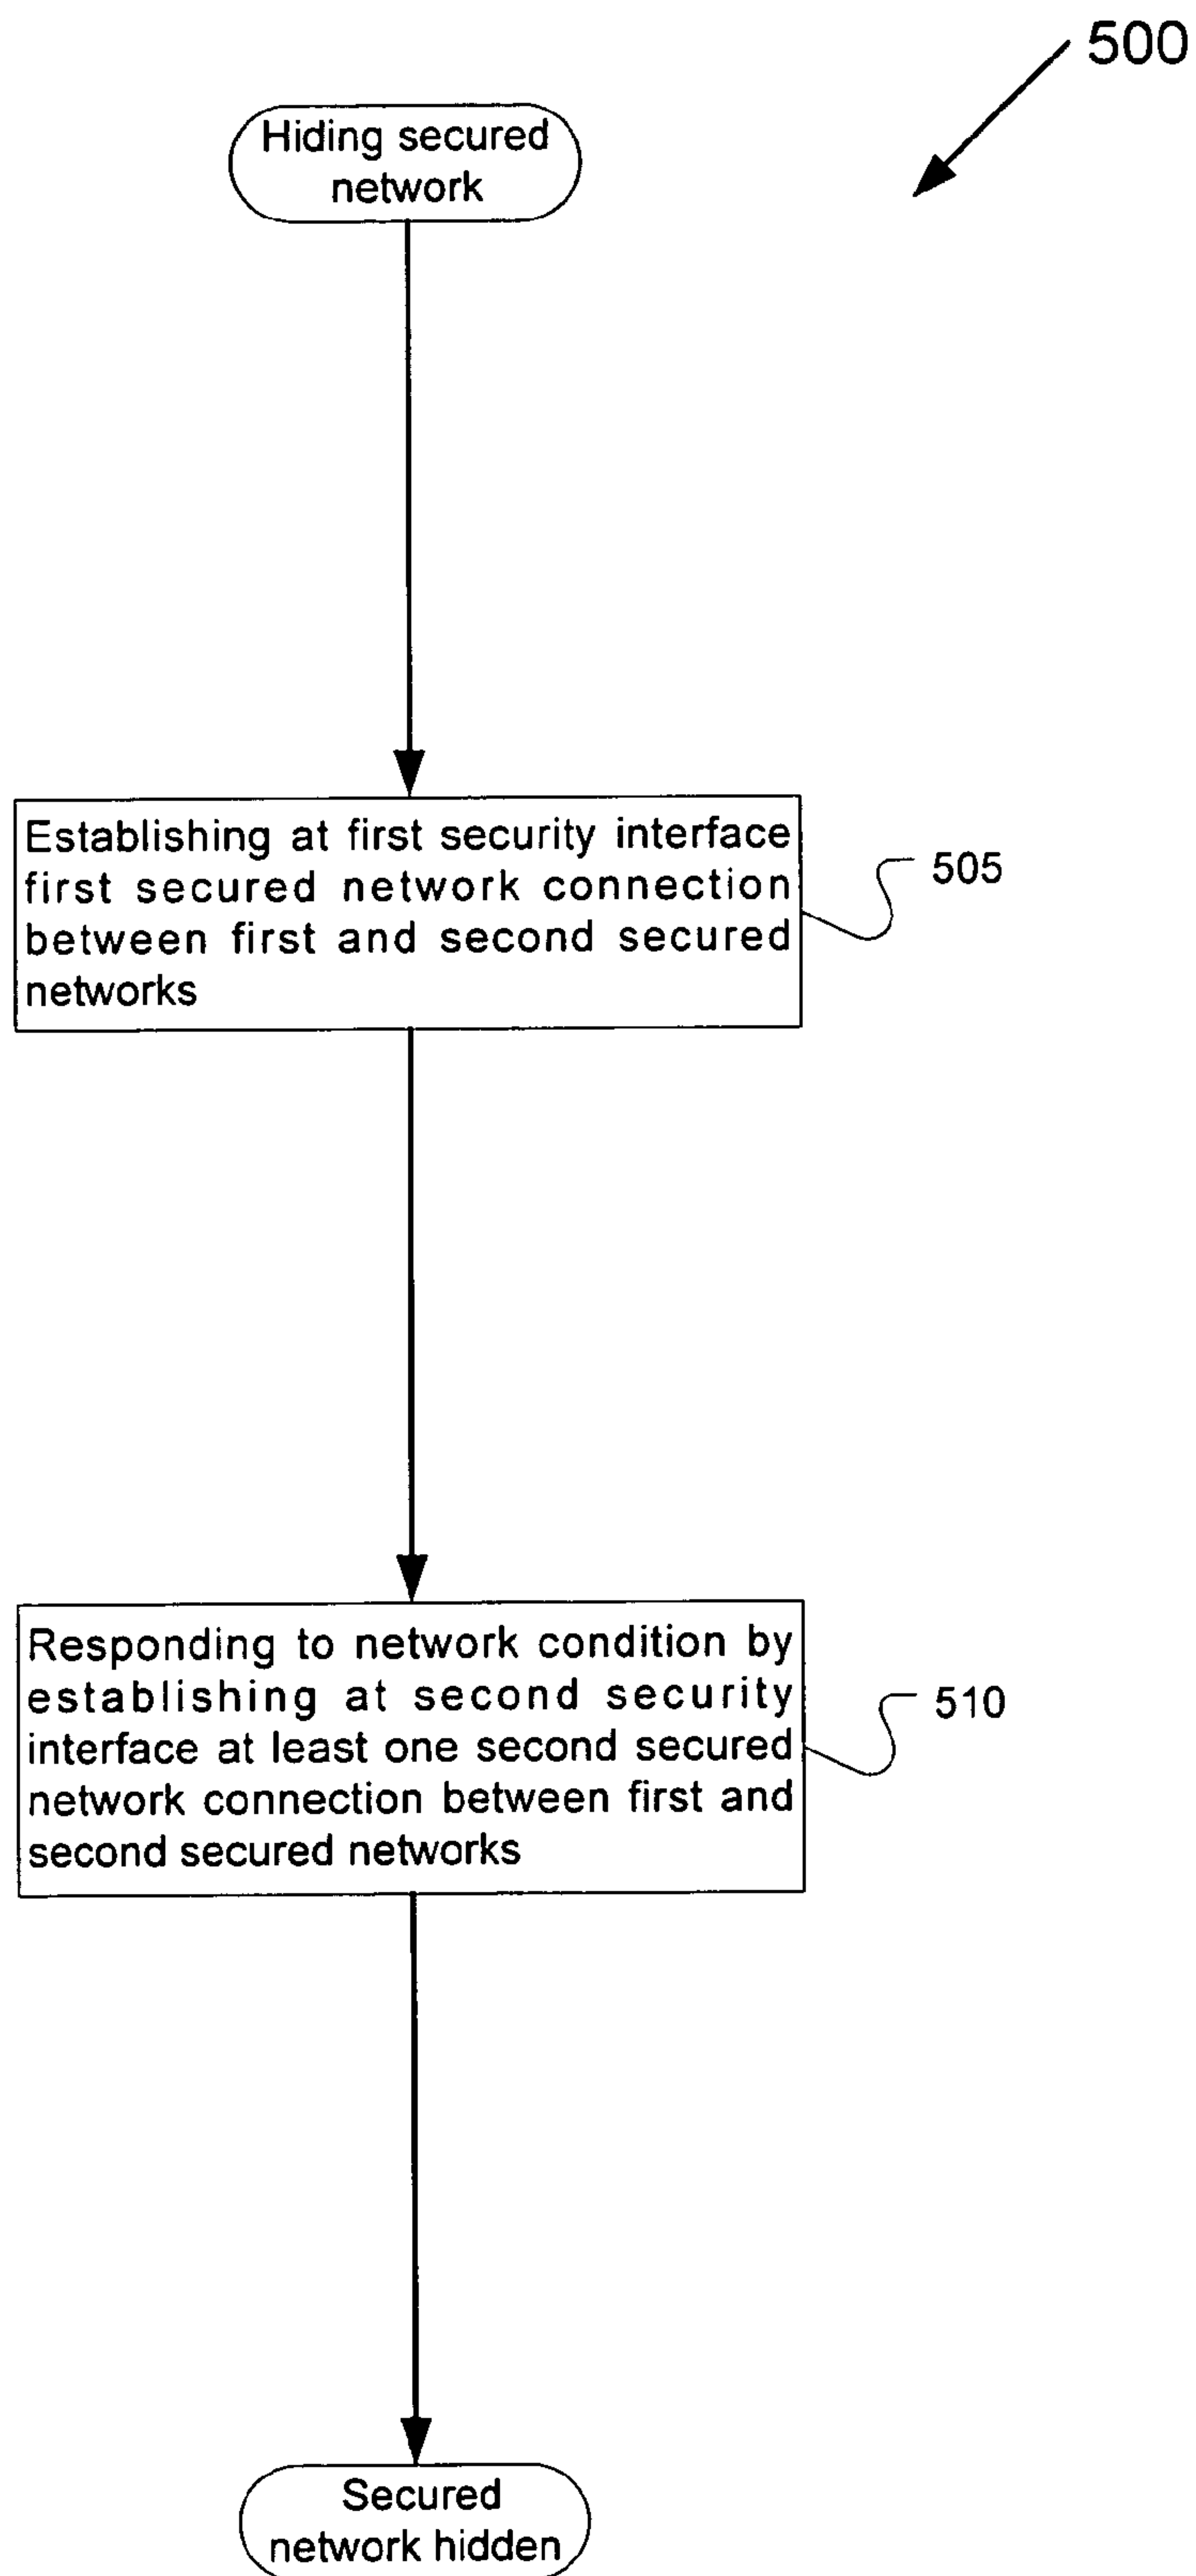 500
Hiding secured
network
Establishing at first security interface
first secured network connection
between first and second secured
networks
505
Responding to network condition by
establishing at second security
interface at least one second secured
network connection between first and
second secured networks
510
Secured
network hidden